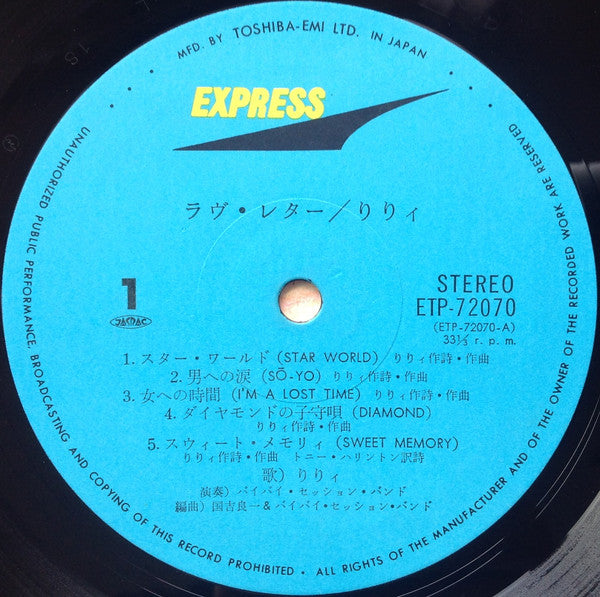 MFD. BY TOSHIBA-EMI LTD. IN JAPAN
EXPRESS
ラヴ・レター/りりィ
1
JASRAC
STEREO
ETP-72070
(ETP-72070-A)
33⅓ r. p. m.
1. スター・ワールド (STAR WORLD) りりィ作詩・作曲
2. 男への涙 (SŌ-YO) りりィ作詩・作曲
3. 女への時間 (I'M A LOST TIME) りりィ作詩・作曲
4. ダイヤモンドの子守唄 (DIAMOND)
りりィ作詩・作曲
5. スウィート・メモリィ (SWEET MEMORY)
りりィ作詩・作曲 トニー・ハリントン訳詩
歌) りりィ
演奏) バイバイ・セッション・バンド
編曲) 国吉良一 & バイバイ・セッション・バンド
UNAUTHORIZED PUBLIC PERFORMANCE, BROADCASTING AND COPYING OF THIS RECORD PROHIBITED. • ALL RIGHTS OF THE MANUFACTURER AND OF THE OWNER OF THE RECORDED WORK ARE RESERVED